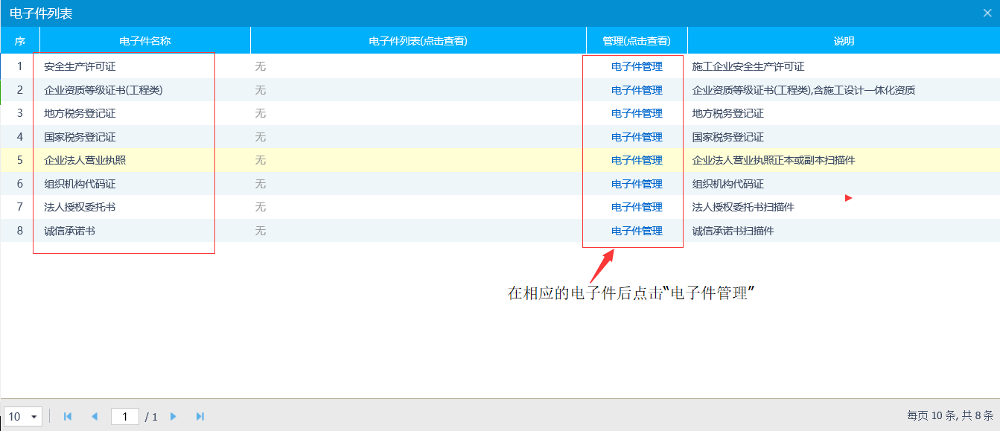 电子件列表
序 电子件名称 电子件列表(点击查看) 管理(点击查看) 说明
1 安全生产许可证 无 电子件管理 施工企业安全生产许可证
2 企业资质等级证书(工程类) 无 电子件管理 企业资质等级证书(工程类),含施工设计一体化资质
3 地方税务登记证 无 电子件管理 地方税务登记证
4 国家税务登记证 无 电子件管理 国家税务登记证
5 企业法人营业执照 无 电子件管理 企业法人营业执照正本或副本扫描件
6 组织机构代码证 无 电子件管理 组织机构代码证
7 法人授权委托书 无 电子件管理 法人授权委托书扫描件
8 诚信承诺书 无 电子件管理 诚信承诺书扫描件
在相应的电子件后点击“电子件管理”
10 1 / 1 每页 10 条, 共 8 条